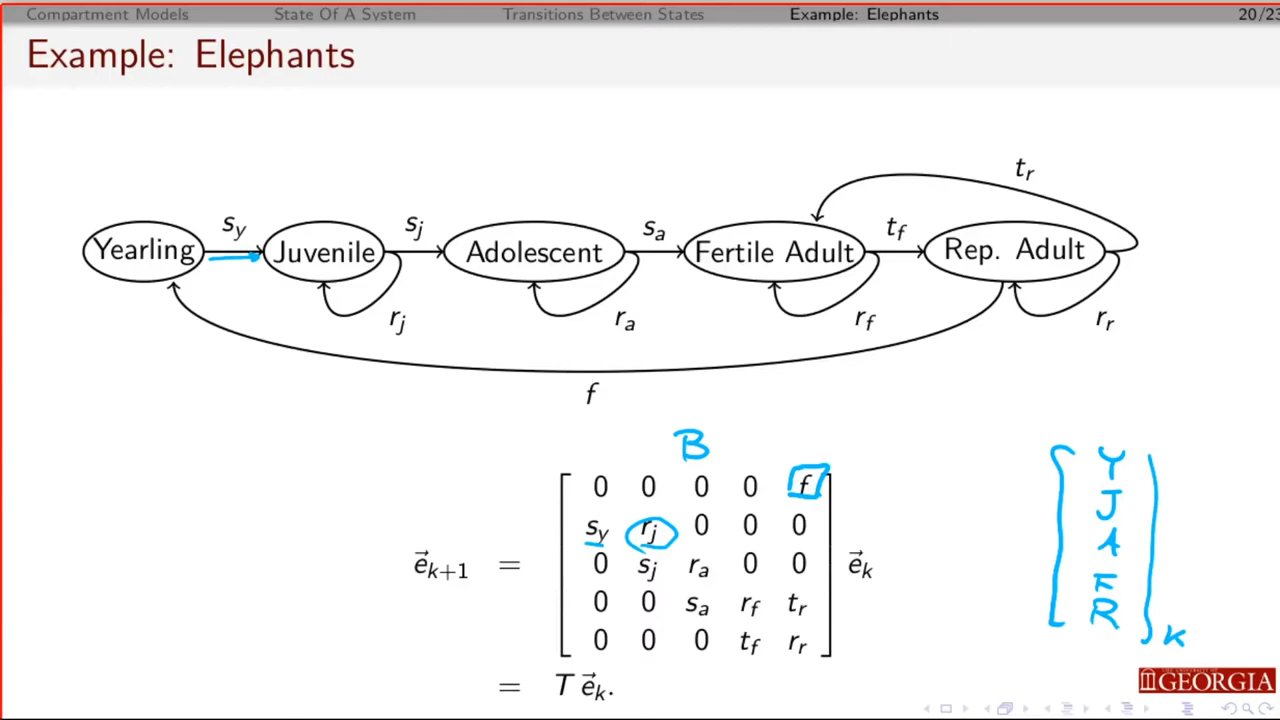 Compartment Models State Of A System Transitions Between States Example: Elephants 20/23
Example: Elephants
t_r
s_y s_j s_a t_f
Yearling Juvenile Adolescent Fertile Adult Rep. Adult
r_j r_a r_f r_r
f
B
0 0 0 0 f
s_y r_j 0 0 0
e⃗_{k+1} = 0 s_j r_a 0 0 e⃗_k
0 0 s_a r_f t_r
0 0 0 t_f r_r
= T e⃗_k.
Y
J
A
F
R
K
GEORGIA